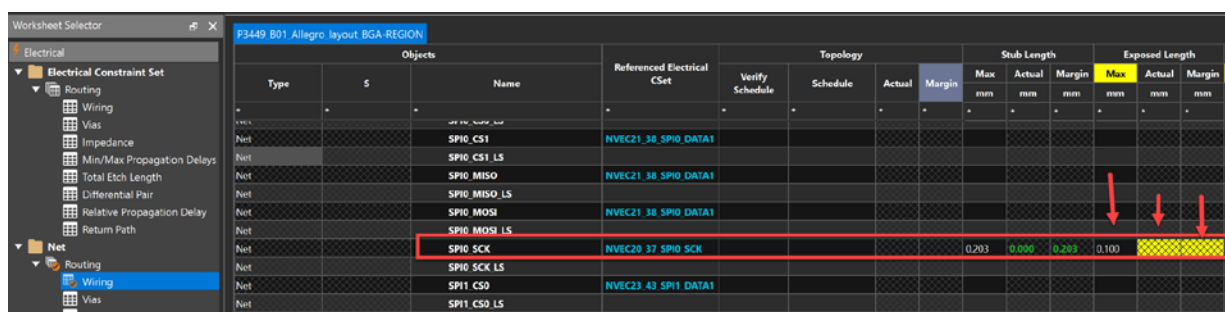 Worksheet Selector
Electrical
Electrical Constraint Set
Routing
Wiring
Vias
Impedance
Min/Max Propagation Delays
Total Etch Length
Differential Pair
Relative Propagation Delay
Return Path
Net
Routing
Wiring
Vias
P3449_B01_Allegro_layout_BGA-REGION
Objects Referenced Electrical CSet Topology Stub Length Exposed Length
Type S Name Verify Schedule Schedule Actual Margin Max Actual Margin Max Actual Margin
mm mm mm mm mm mm
* * * * * * * * * * * * *
Net SPI0_CS0_LS
Net SPI0_CS1 NVEC21_38_SPI0_DATA1
Net SPI0_CS1_LS
Net SPI0_MISO NVEC21_38_SPI0_DATA1
Net SPI0_MISO_LS
Net SPI0_MOSI NVEC21_38_SPI0_DATA1
Net SPI0_MOSI_LS
Net SPI0_SCK NVEC20_37_SPI0_SCK 0.203 0.000 0.203 0.100
Net SPI0_SCK_LS
Net SPI1_CS0 NVEC23_43_SPI1_DATA1
Net SPI1_CS0_LS